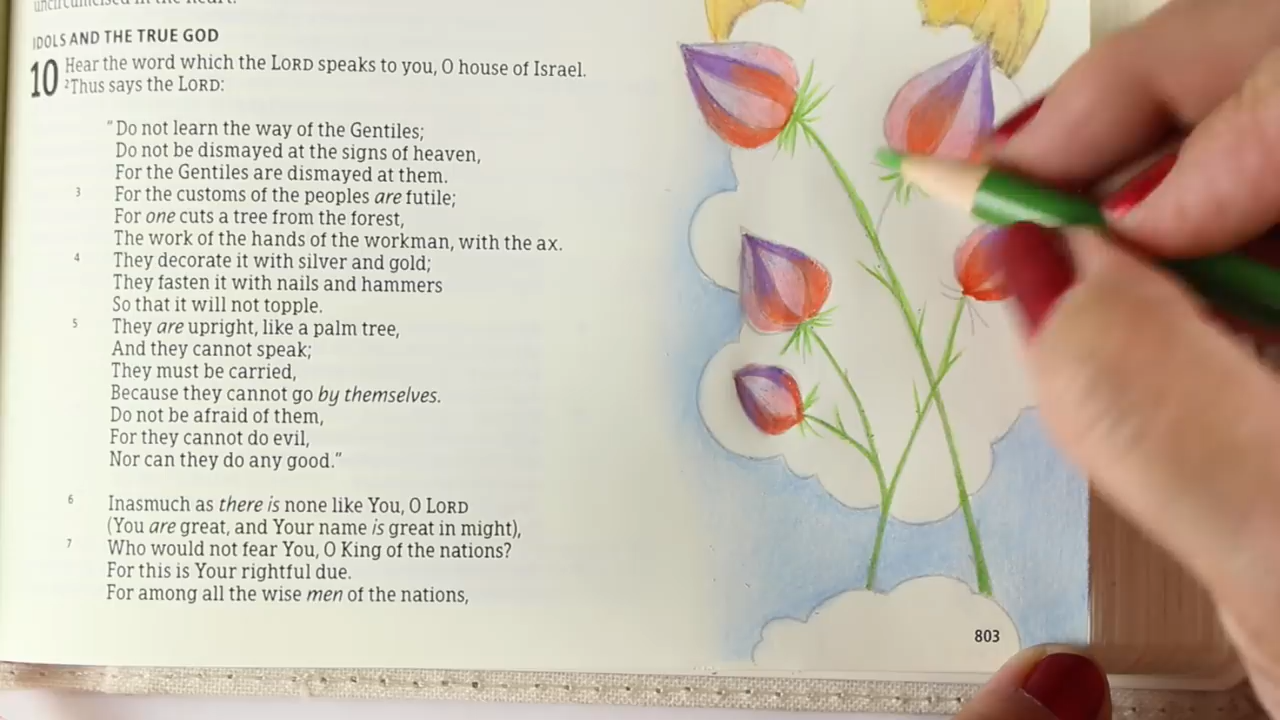 uncircumcised in the heart.
IDOLS AND THE TRUE GOD
10 Hear the word which the LORD speaks to you, O house of Israel.
2Thus says the LORD:
“Do not learn the way of the Gentiles;
Do not be dismayed at the signs of heaven,
For the Gentiles are dismayed at them.
3 For the customs of the peoples are futile;
For one cuts a tree from the forest,
The work of the hands of the workman, with the ax.
4 They decorate it with silver and gold;
They fasten it with nails and hammers
So that it will not topple.
5 They are upright, like a palm tree,
And they cannot speak;
They must be carried,
Because they cannot go by themselves.
Do not be afraid of them,
For they cannot do evil,
Nor can they do any good.”
6 Inasmuch as there is none like You, O LORD
(You are great, and Your name is great in might),
7 Who would not fear You, O King of the nations?
For this is Your rightful due.
For among all the wise men of the nations,
803